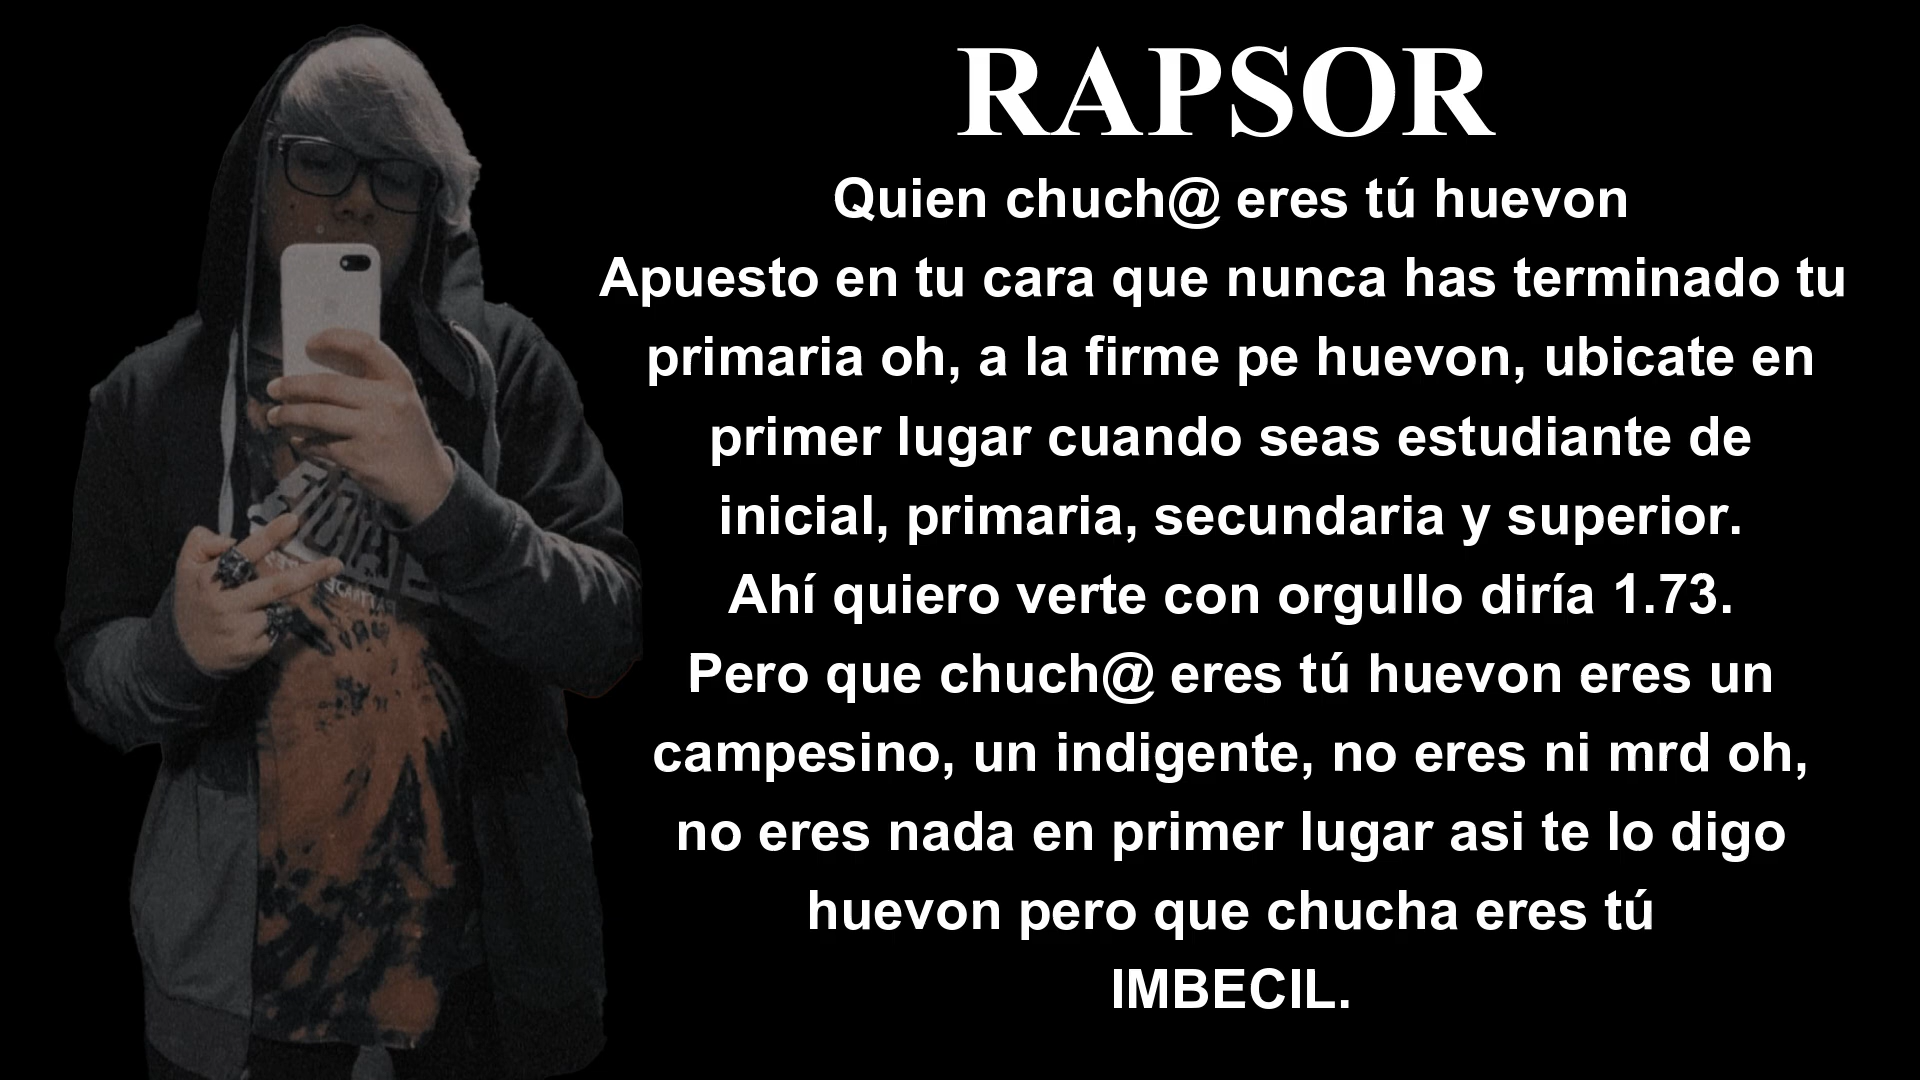 RAPSOR
Quien chuch@ eres tú huevon
Apuesto en tu cara que nunca has terminado tu
primaria oh, a la firme pe huevon, ubicate en
primer lugar cuando seas estudiante de
inicial, primaria, secundaria y superior.
Ahí quiero verte con orgullo diría 1.73.
Pero que chuch@ eres tú huevon eres un
campesino, un indigente, no eres ni mrd oh,
no eres nada en primer lugar asi te lo digo
huevon pero que chucha eres tú
IMBECIL.